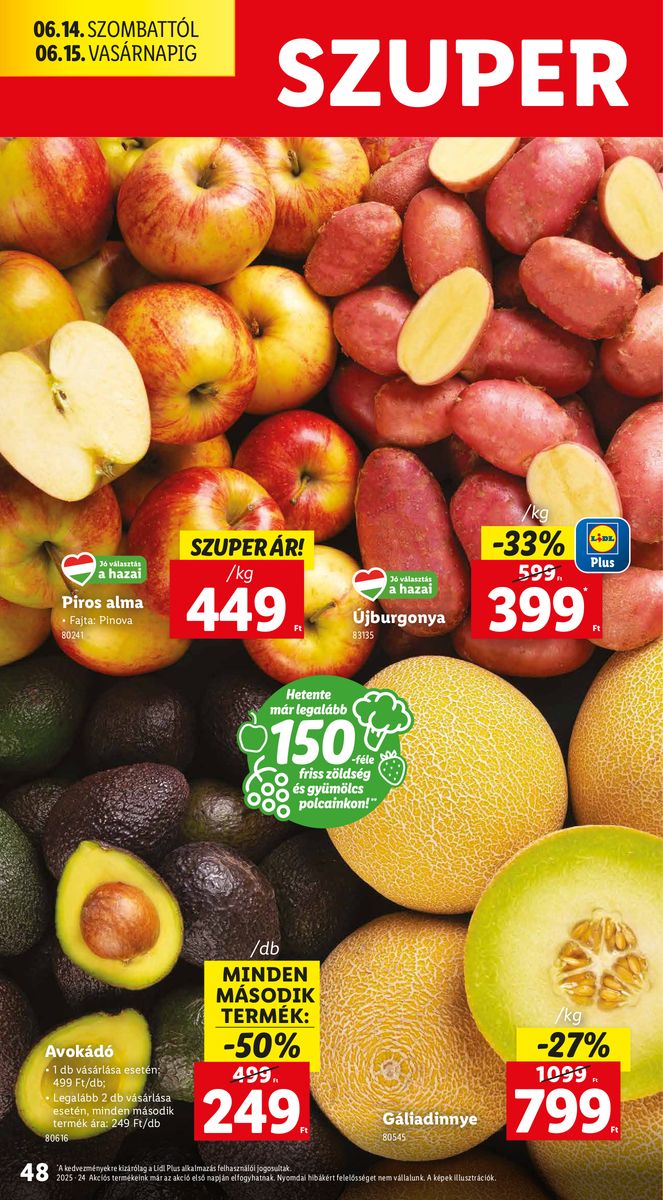 06.14. SZOMBATTÓL
06.15. VASÁRNAPIG
SZUPER
Jó választás
a hazai
Piros alma
• Fajta: Pinova
80241
SZUPER ÁR!
/kg
449 Ft
Jó választás
a hazai
Újburgonya
83135
/kg
-33%
LIDL
Plus
599 Ft
399*
Ft
Hetente
már legalább
150-féle
friss zöldség
és gyümölcs
polcainkon!**
/db
MINDEN
MÁSODIK
TERMÉK:
-50%
499 Ft
249 Ft
Avokádó
• 1 db vásárlása esetén:
499 Ft/db;
• Legalább 2 db vásárlása
esetén, minden második
termék ára: 249 Ft/db
80616
/kg
-27%
1099 Ft
799 Ft
Gáliadinnye
80545
48
*A kedvezményekre kizárólag a Lidl Plus alkalmazás felhasználói jogosultak.
2025 · 24 Akciós termékeink már az akció első napján elfogyhatnak. Nyomdai hibákért felelősséget nem vállalunk. A képek illusztrációk.